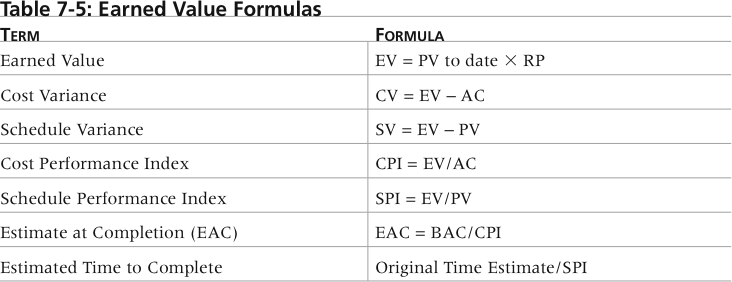 Table 7-5: Earned Value Formulas
TERM FORMULA
Earned Value EV = PV to date × RP
Cost Variance CV = EV – AC
Schedule Variance SV = EV – PV
Cost Performance Index CPI = EV/AC
Schedule Performance Index SPI = EV/PV
Estimate at Completion (EAC) EAC = BAC/CPI
Estimated Time to Complete Original Time Estimate/SPI